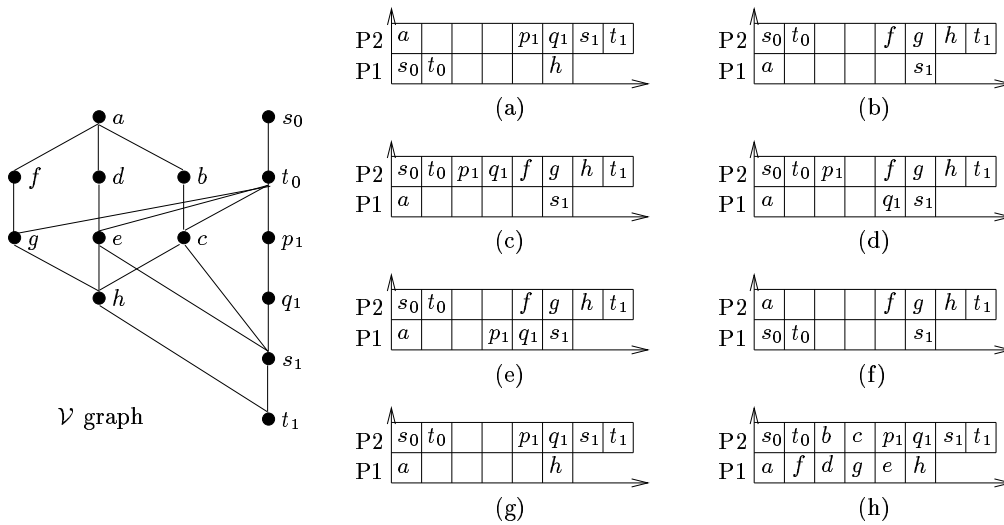 a
s₀
f
d
b
t₀
g
e
c
p₁
h
q₁
s₁
t₁
𝒱 graph
P2 a p₁ q₁ s₁ t₁
P1 s₀ t₀ h
(a)
P2 s₀ t₀ f g h t₁
P1 a s₁
(b)
P2 s₀ t₀ p₁ q₁ f g h t₁
P1 a s₁
(c)
P2 s₀ t₀ p₁ f g h t₁
P1 a q₁ s₁
(d)
P2 s₀ t₀ f g h t₁
P1 a p₁ q₁ s₁
(e)
P2 a f g h t₁
P1 s₀ t₀ s₁
(f)
P2 s₀ t₀ p₁ q₁ s₁ t₁
P1 a h
(g)
P2 s₀ t₀ b c p₁ q₁ s₁ t₁
P1 a f d g e h
(h)